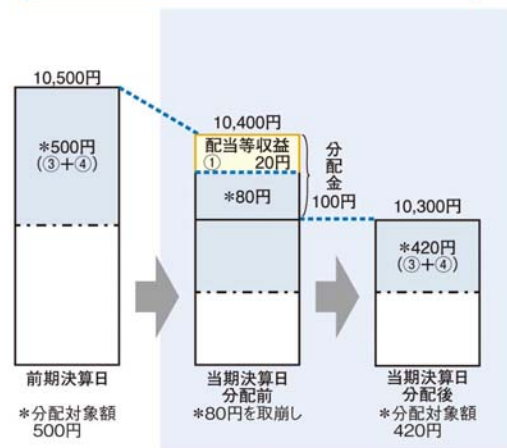 10,500円
*500円
(③+④)
前期決算日
*分配対象額
500円
10,400円
配当等収益
① 20円
*80円
分配金
100円
当期決算日
分配前
*80円を取崩し
10,300円
*420円
(③+④)
当期決算日
分配後
*分配対象額
420円